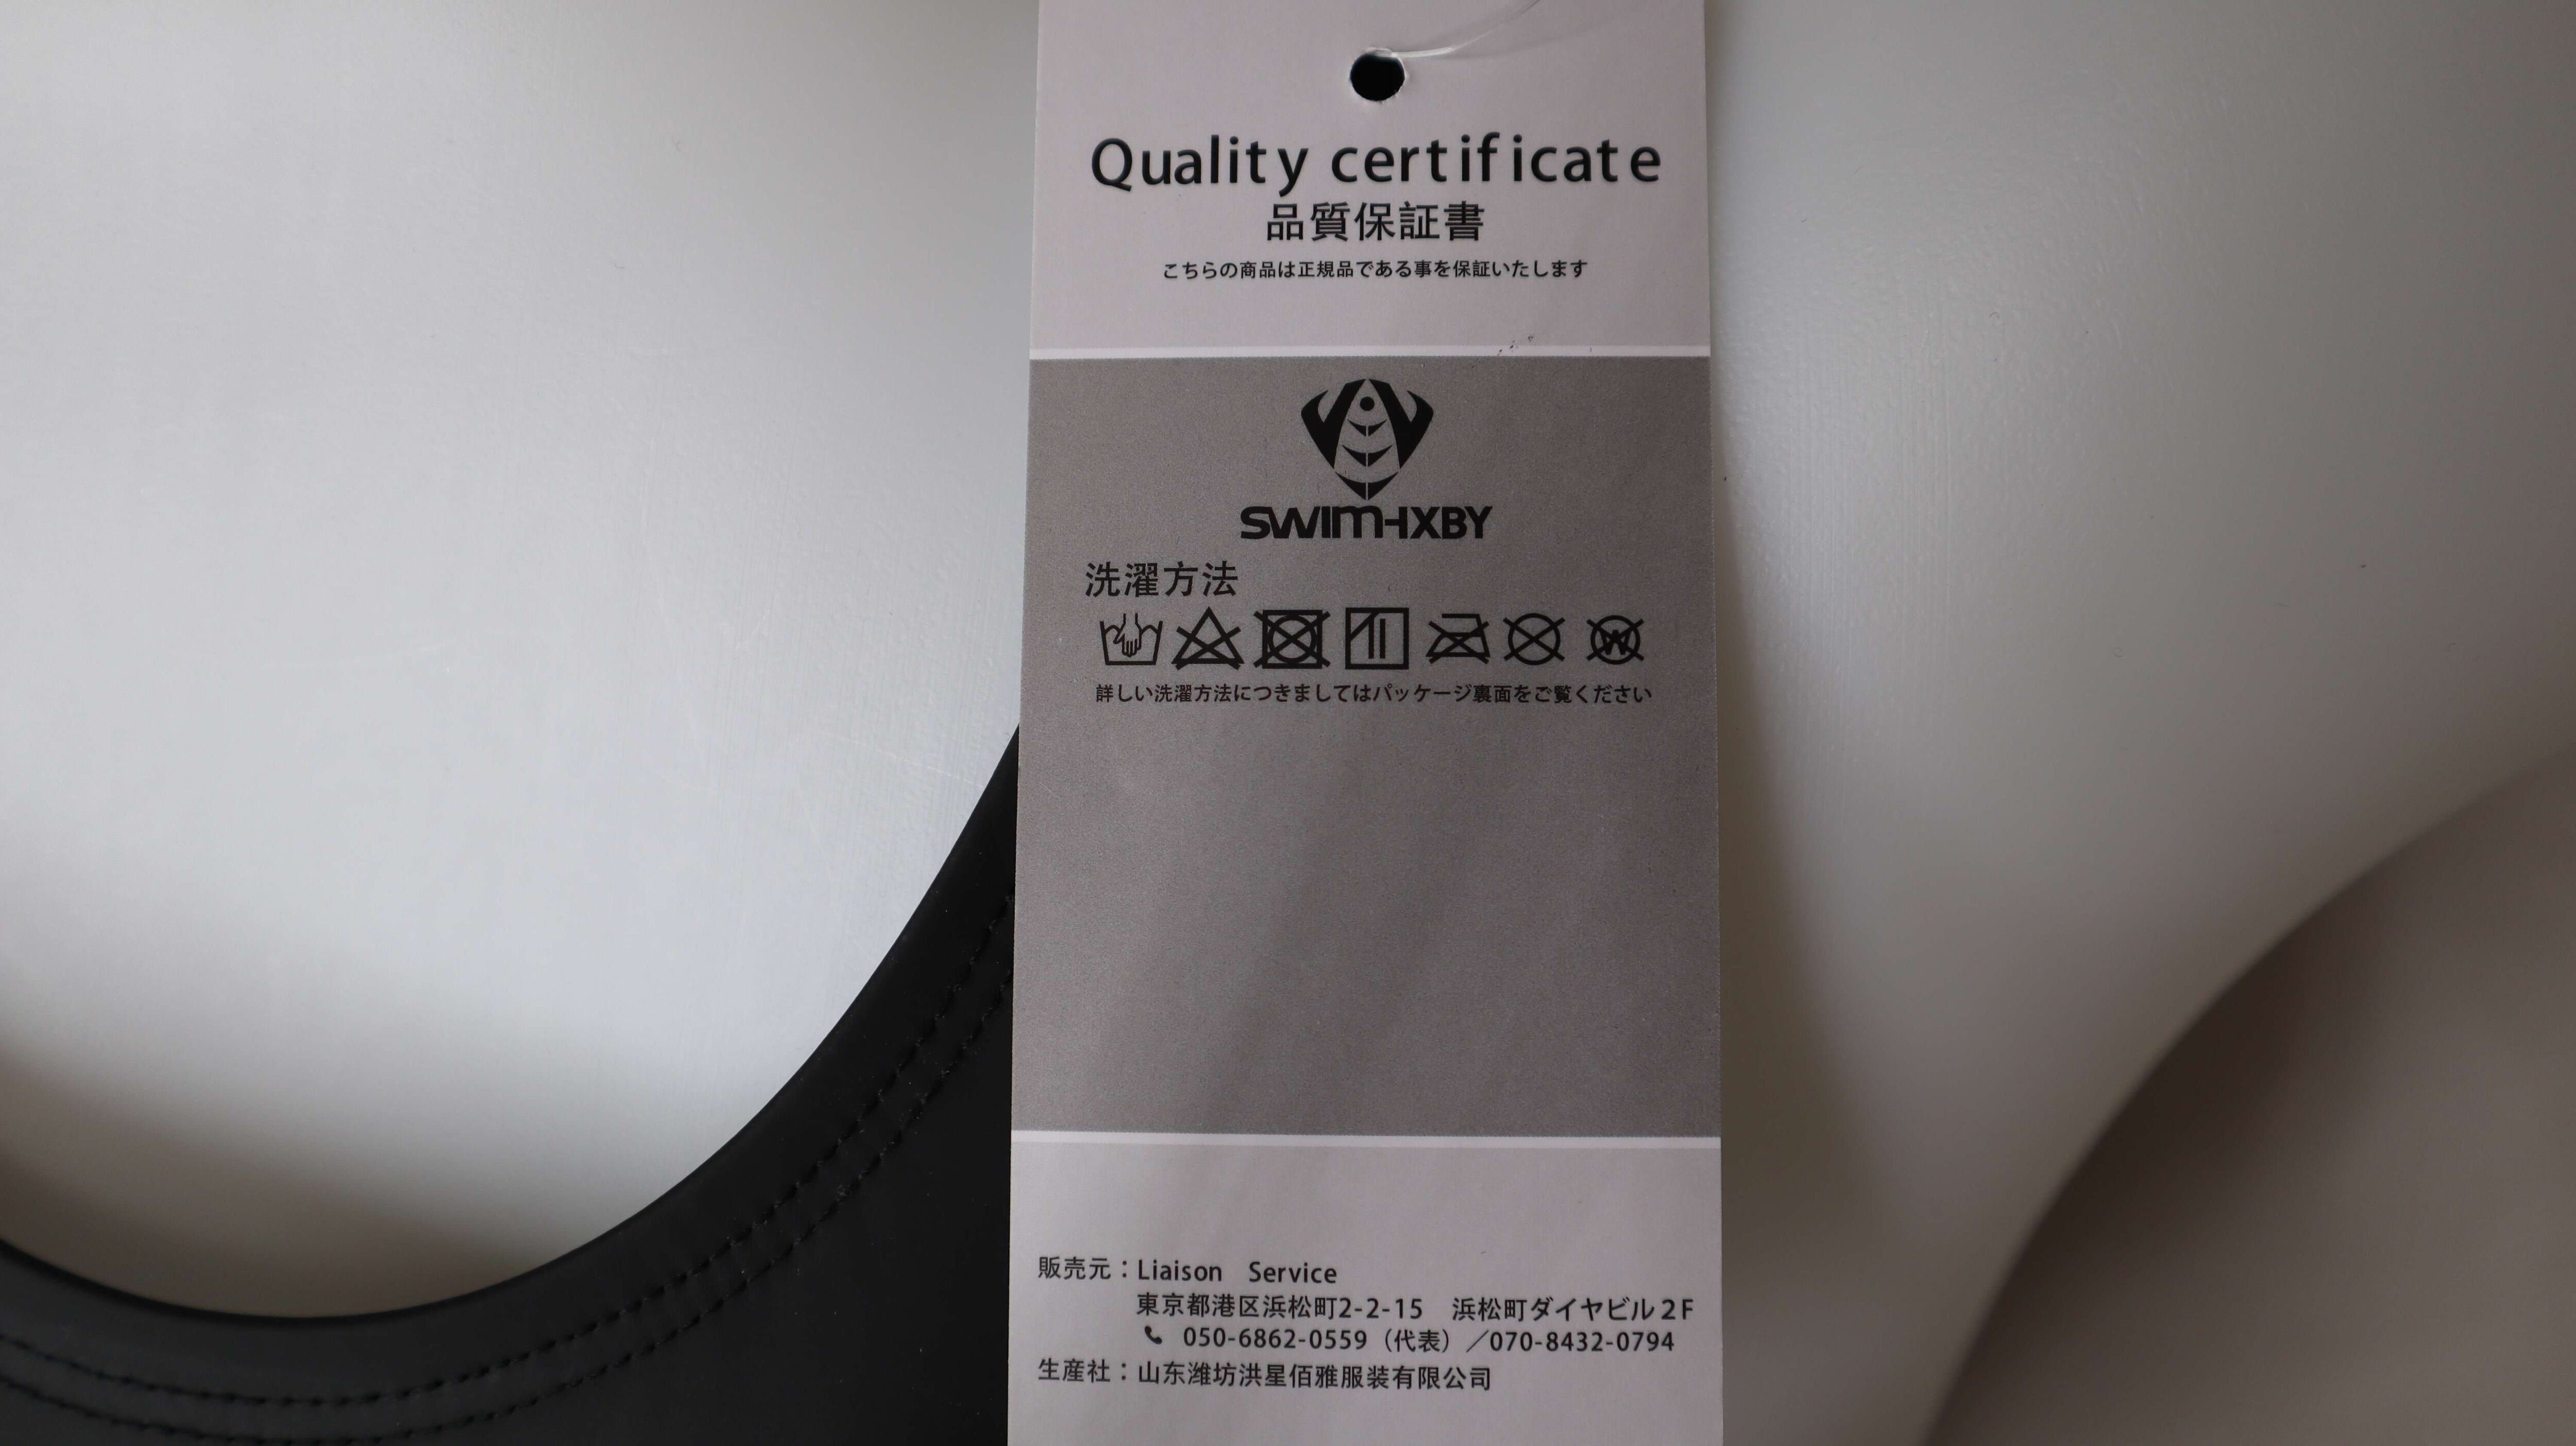 Quality certificate
品質保証書
こちらの商品は正規品である事を保証いたします
SWIMHXBY
洗濯方法
W
詳しい洗濯方法につきましてはパッケージ裏面をご覧ください
販売元：Liaison Service
東京都港区浜松町2-2-15 浜松町ダイヤビル２F
050-6862-0559（代表）／070-8432-0794
生産社：山东潍坊洪星佰雅服装有限公司